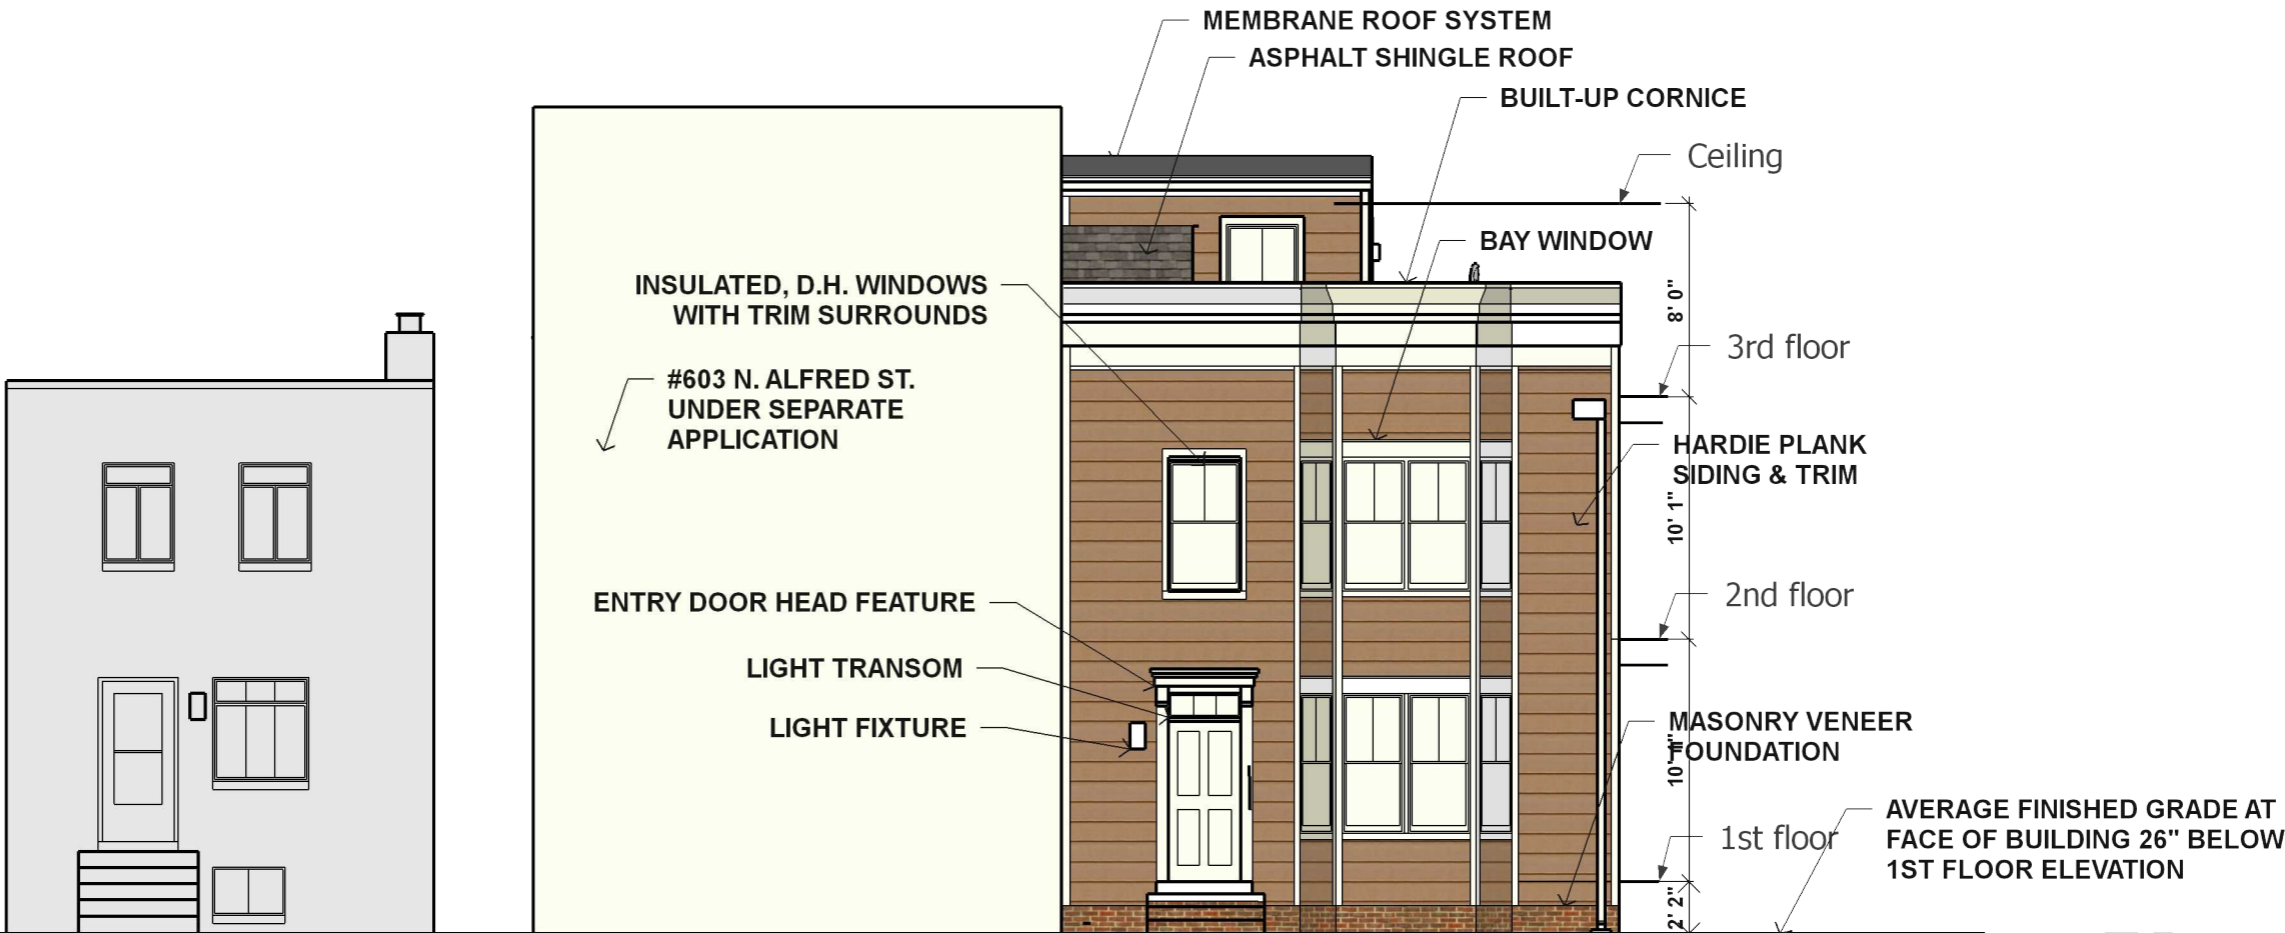 MEMBRANE ROOF SYSTEM
ASPHALT SHINGLE ROOF
BUILT-UP CORNICE
Ceiling
BAY WINDOW
INSULATED, D.H. WINDOWS
WITH TRIM SURROUNDS
8' 0"
3rd floor
#603 N. ALFRED ST.
UNDER SEPARATE
APPLICATION
HARDIE PLANK
SIDING & TRIM
10' 1"
2nd floor
ENTRY DOOR HEAD FEATURE
LIGHT TRANSOM
LIGHT FIXTURE
MASONRY VENEER
FOUNDATION
10' 1"
1st floor
AVERAGE FINISHED GRADE AT
FACE OF BUILDING 26" BELOW
1ST FLOOR ELEVATION
2' 2"